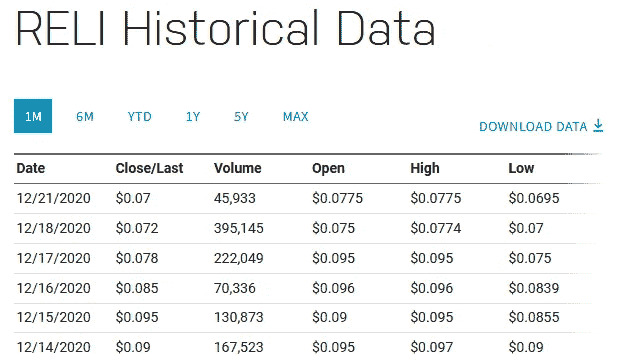 RELI Historical Data
1M 6M YTD 1Y 5Y MAX
DOWNLOAD DATA
Date Close/Last Volume Open High Low
12/21/2020 $0.07 45,933 $0.0775 $0.0775 $0.0695
12/18/2020 $0.072 395,145 $0.075 $0.0774 $0.07
12/17/2020 $0.078 222,049 $0.095 $0.095 $0.075
12/16/2020 $0.085 70,336 $0.096 $0.096 $0.0839
12/15/2020 $0.095 130,873 $0.09 $0.095 $0.0855
12/14/2020 $0.09 167,523 $0.095 $0.097 $0.09